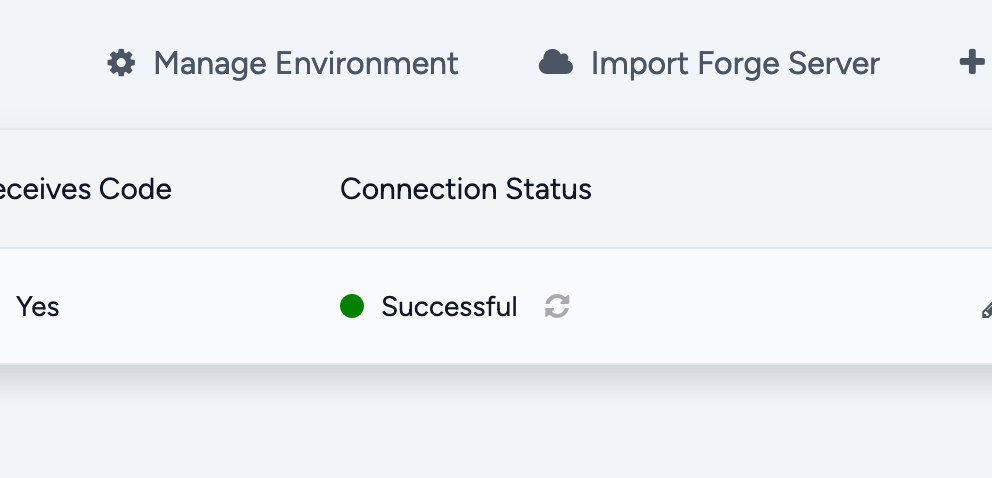 Manage Environment Import Forge Server
eceives Code Connection Status
Yes Successful